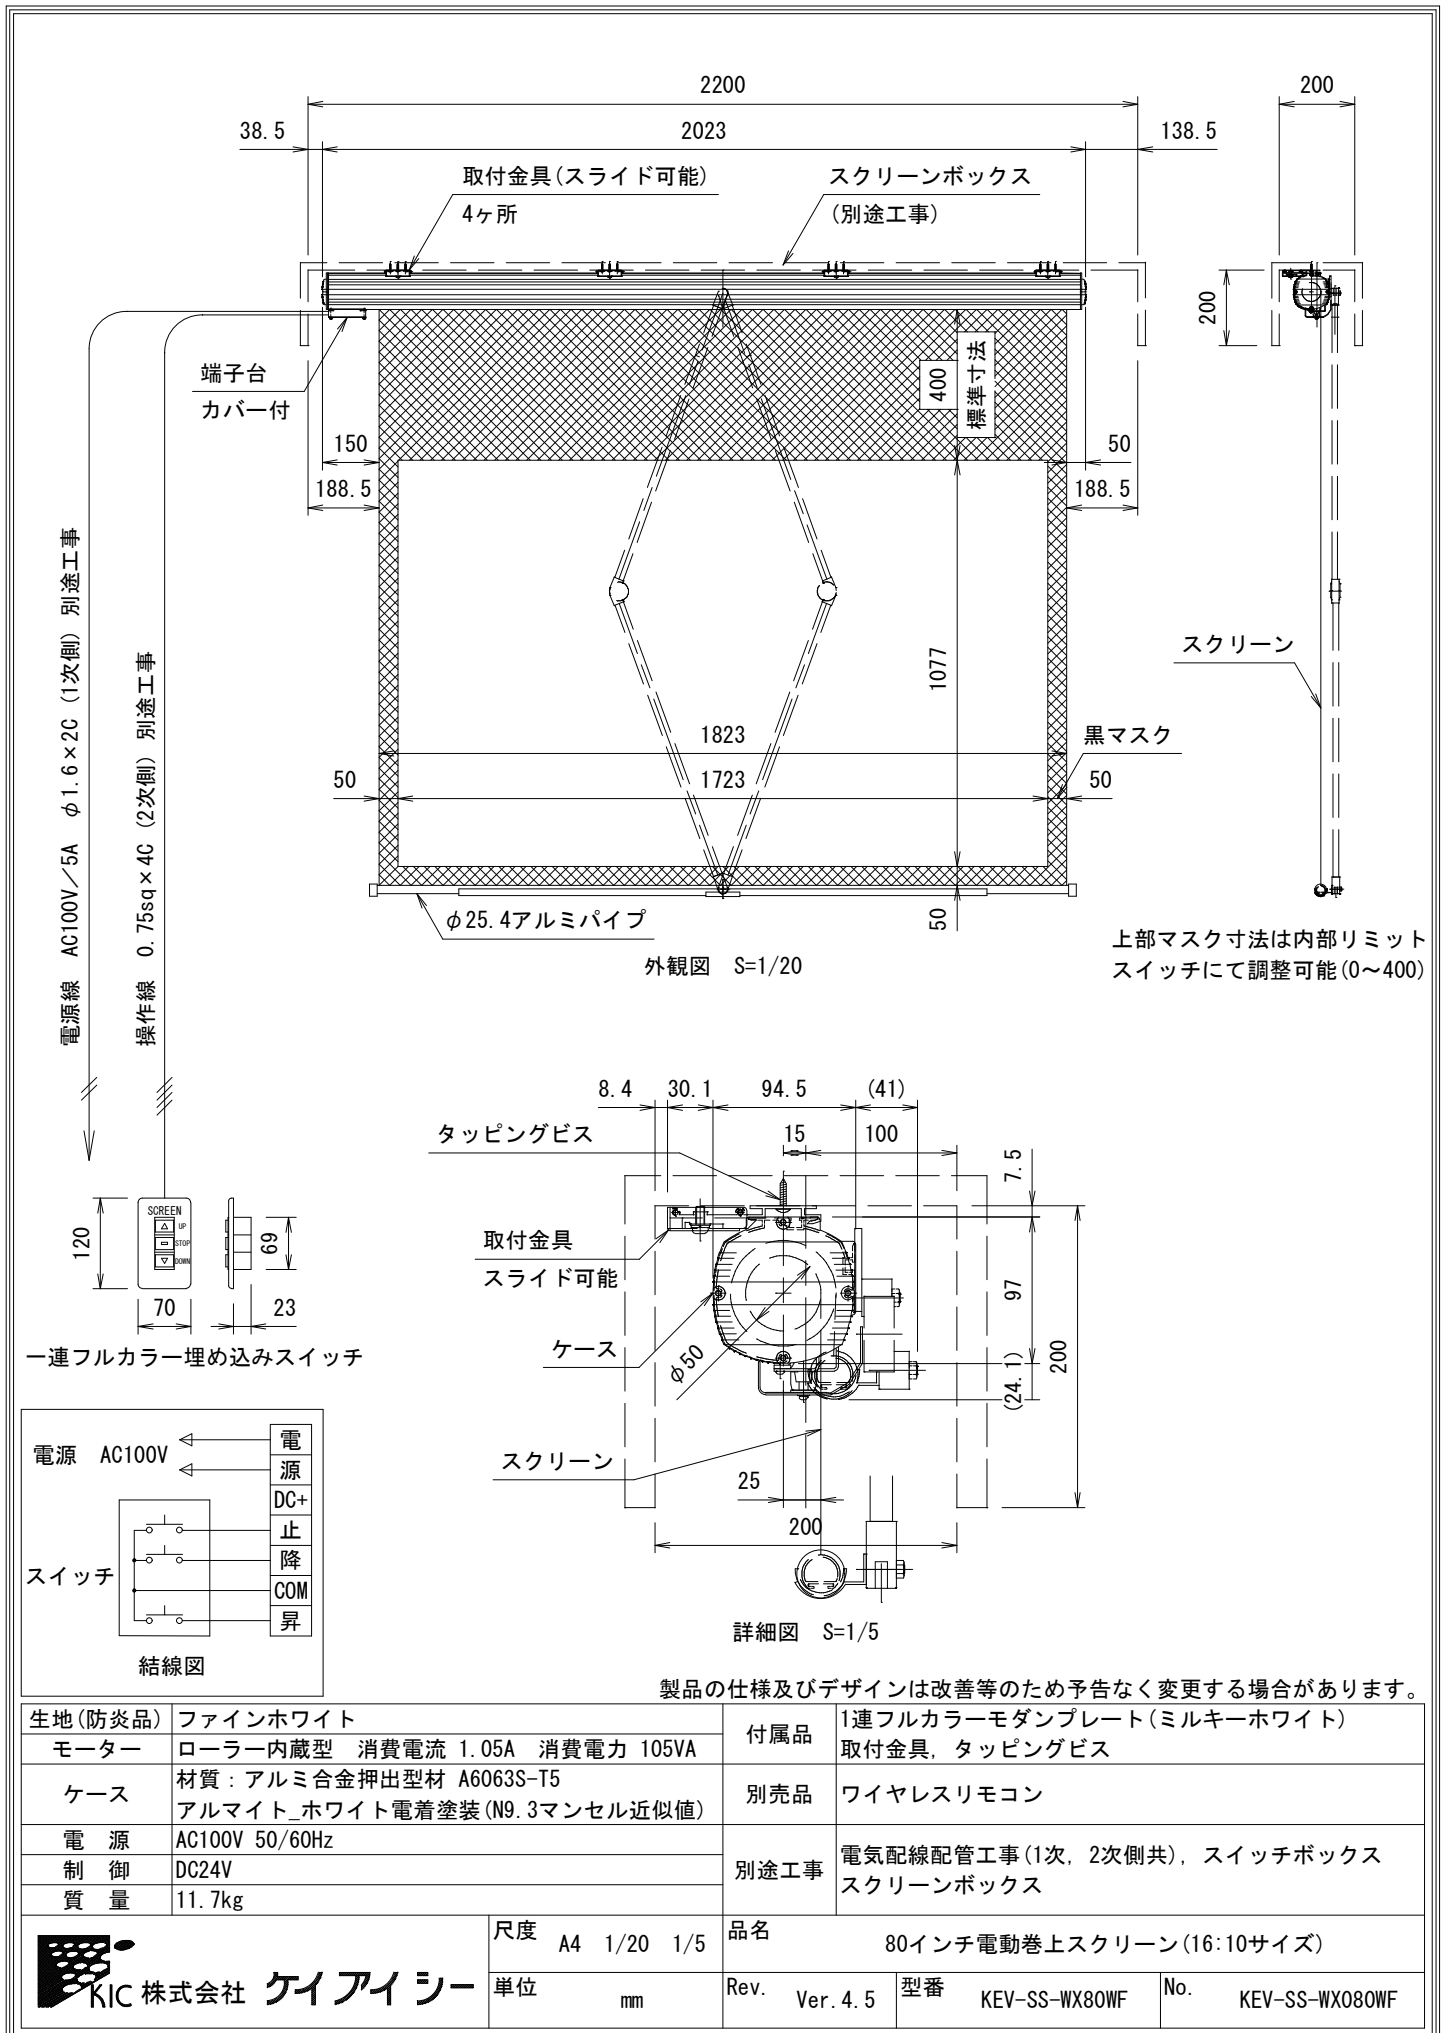 2200
200
38.5
2023
138.5
取付金具(スライド可能)
4ヶ所
スクリーンボックス
(別途工事)
200
端子台
カバー付
400
標準寸法
150
50
188.5
188.5
電源線 AC100V/5A φ1.6×2C (1次側) 別途工事
操作線 0.75sq×4C (2次側) 別途工事
スクリーン
1077
1823
黒マスク
50
1723
50
φ25.4アルミパイプ
50
外観図 S=1/20
上部マスク寸法は内部リミット
スイッチにて調整可能(0~400)
8.4
30.1
94.5
(41)
タッピングビス
15
100
7.5
SCREEN
UP
STOP
DOWN
120
69
70
23
一連フルカラー埋め込みスイッチ
取付金具
スライド可能
97
ケース
φ50
200
(24.1)
スクリーン
25
200
詳細図 S=1/5
電源 AC100V
電
源
DC+
止
降
COM
昇
スイッチ
結線図
製品の仕様及びデザインは改善等のため予告なく変更する場合があります。
生地(防炎品) ファインホワイト
モーター ローラー内蔵型 消費電流 1.05A 消費電力 105VA
ケース 材質:アルミ合金押出型材 A6063S-T5
アルマイト_ホワイト電着塗装(N9.3マンセル近似値)
電 源 AC100V 50/60Hz
制 御 DC24V
質 量 11.7kg
付属品 1連フルカラーモダンプレート(ミルキーホワイト)
取付金具, タッピングビス
別売品 ワイヤレスリモコン
別途工事 電気配線配管工事(1次, 2次側共), スイッチボックス
スクリーンボックス
KIC 株式会社 ケイアイシー
尺度 A4 1/20 1/5
品名 80インチ電動巻上スクリーン(16:10サイズ)
単位 mm
Rev. Ver.4.5
型番 KEV-SS-WX80WF
No. KEV-SS-WX080WF